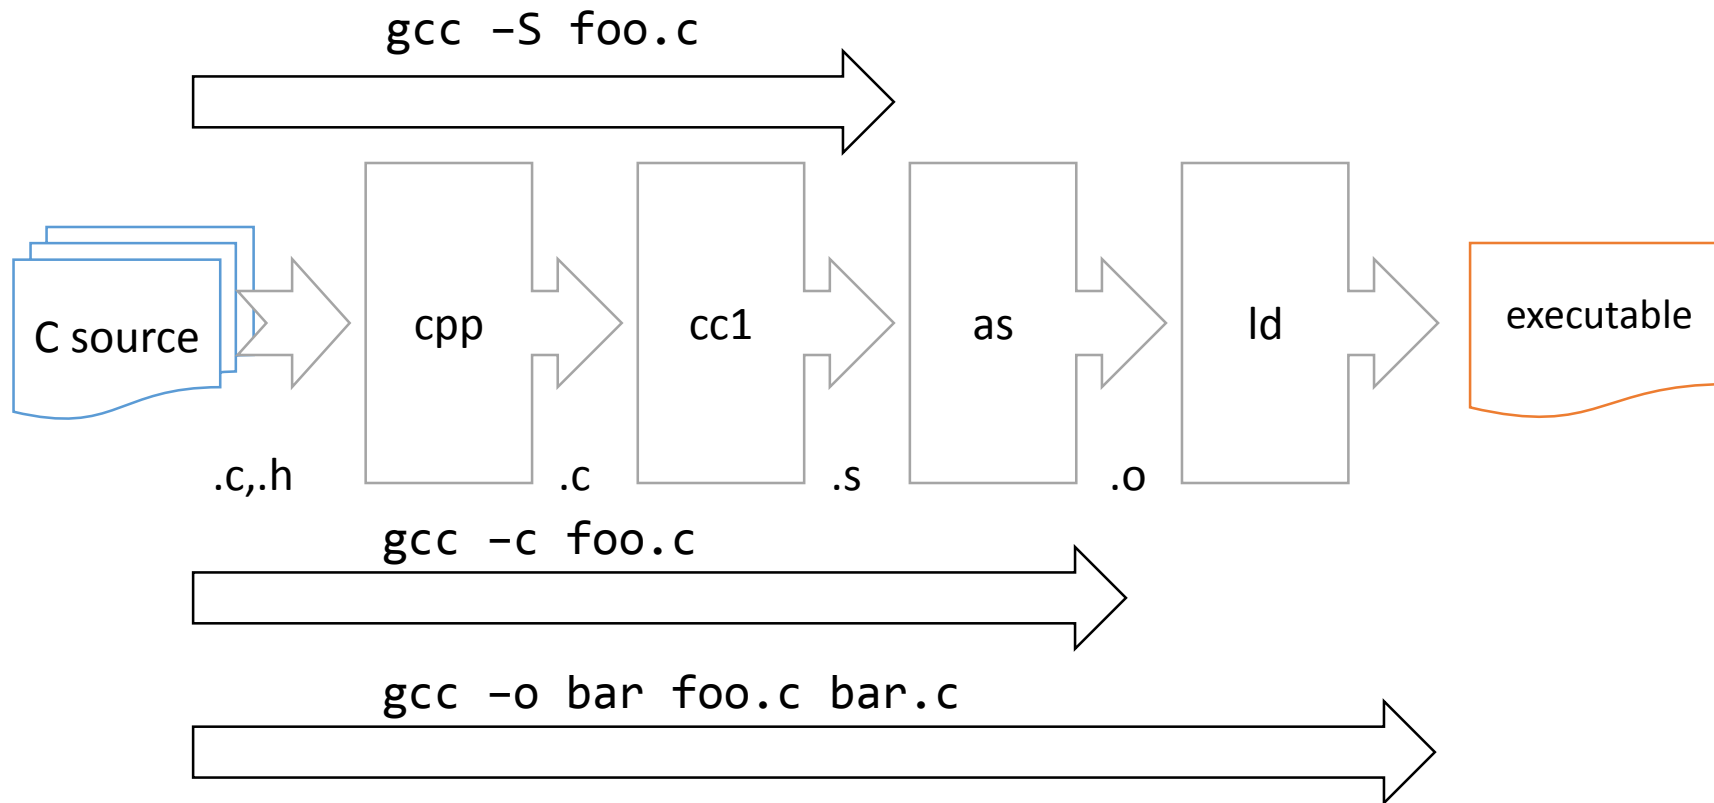 gcc –S foo.c
C source
cpp
cc1
as
ld
executable
.c,.h
.c
.s
.o
gcc –c foo.c
gcc –o bar foo.c bar.c